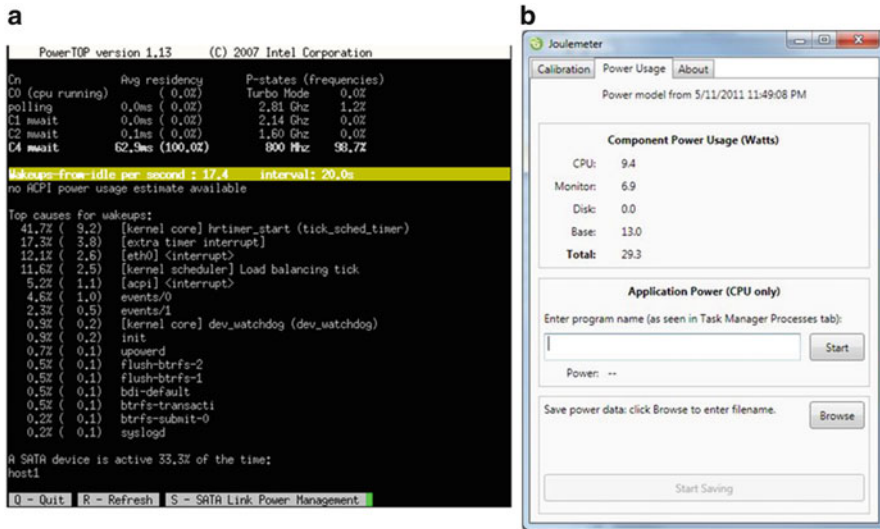 a
PowerTOP version 1.13 (C) 2007 Intel Corporation
Cn Avg residency P-states (frequencies)
C0 (cpu running) ( 0.0%) Turbo Mode 0.0%
polling 0.0ms ( 0.0%) 2.81 Ghz 1.2%
C1 mwait 0.0ms ( 0.0%) 2.14 Ghz 0.0%
C2 mwait 0.1ms ( 0.0%) 1.60 Ghz 0.0%
C4 mwait 62.9ms (100.0%) 800 Mhz 98.7%
Wakeups-from-idle per second : 17.4 interval: 20.0s
no ACPI power usage estimate available
Top causes for wakeups:
41.7% ( 9.2) [kernel core] hrtimer_start (tick_sched_timer)
17.3% ( 3.8) [extra timer interrupt]
12.1% ( 2.6) [eth0] <interrupt>
11.6% ( 2.5) [kernel scheduler] Load balancing tick
5.2% ( 1.1) [acpi] <interrupt>
4.6% ( 1.0) events/0
2.3% ( 0.5) events/1
0.9% ( 0.2) [kernel core] dev_watchdog (dev_watchdog)
0.9% ( 0.2) init
0.7% ( 0.1) upowerd
0.5% ( 0.1) flush-btrfs-2
0.5% ( 0.1) flush-btrfs-1
0.5% ( 0.1) bdi-default
0.5% ( 0.1) btrfs-transacti
0.2% ( 0.1) btrfs-submit-0
0.2% ( 0.1) syslogd
A SATA device is active 33.3% of the time:
host1
Q - Quit R - Refresh S - SATA Link Power Management
b
Joulemeter
Calibration Power Usage About
Power model from 5/11/2011 11:49:08 PM
Component Power Usage (Watts)
CPU: 9.4
Monitor: 6.9
Disk: 0.0
Base: 13.0
Total: 29.3
Application Power (CPU only)
Enter program name (as seen in Task Manager Processes tab):
Start
Power: --
Save power data: click Browse to enter filename.
Browse
Start Saving